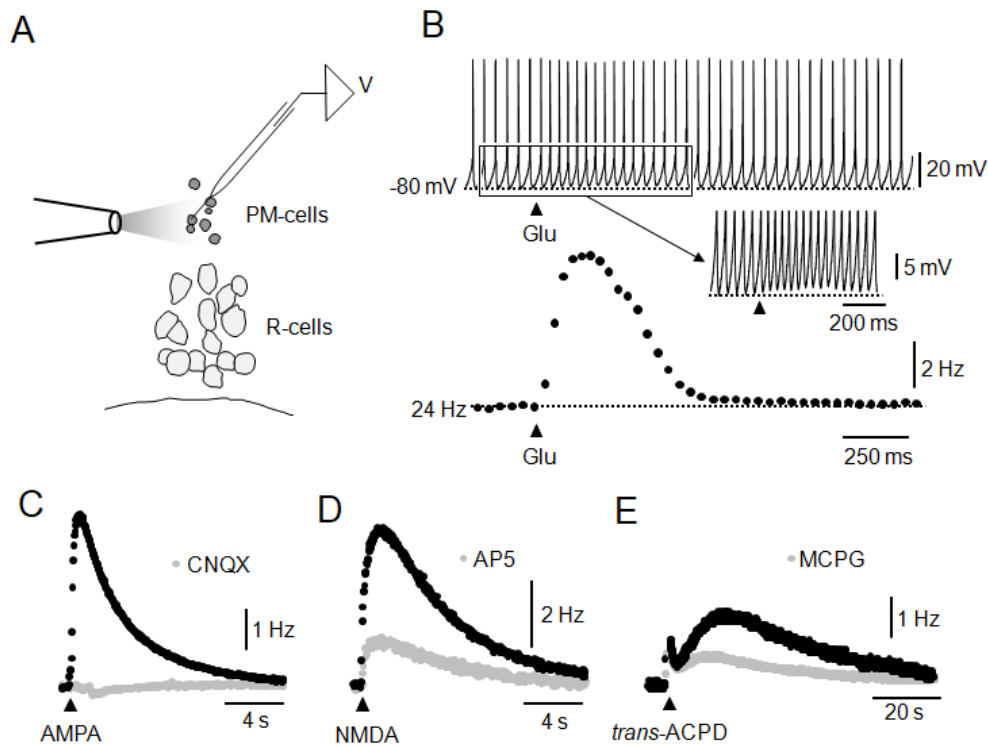 A
V
PM-cells
R-cells
B
-80 mV
20 mV
Glu
5 mV
200 ms
2 Hz
24 Hz
Glu
250 ms
C
CNQX
1 Hz
4 s
AMPA
D
AP5
2 Hz
4 s
NMDA
E
MCPG
1 Hz
20 s
trans-ACPD